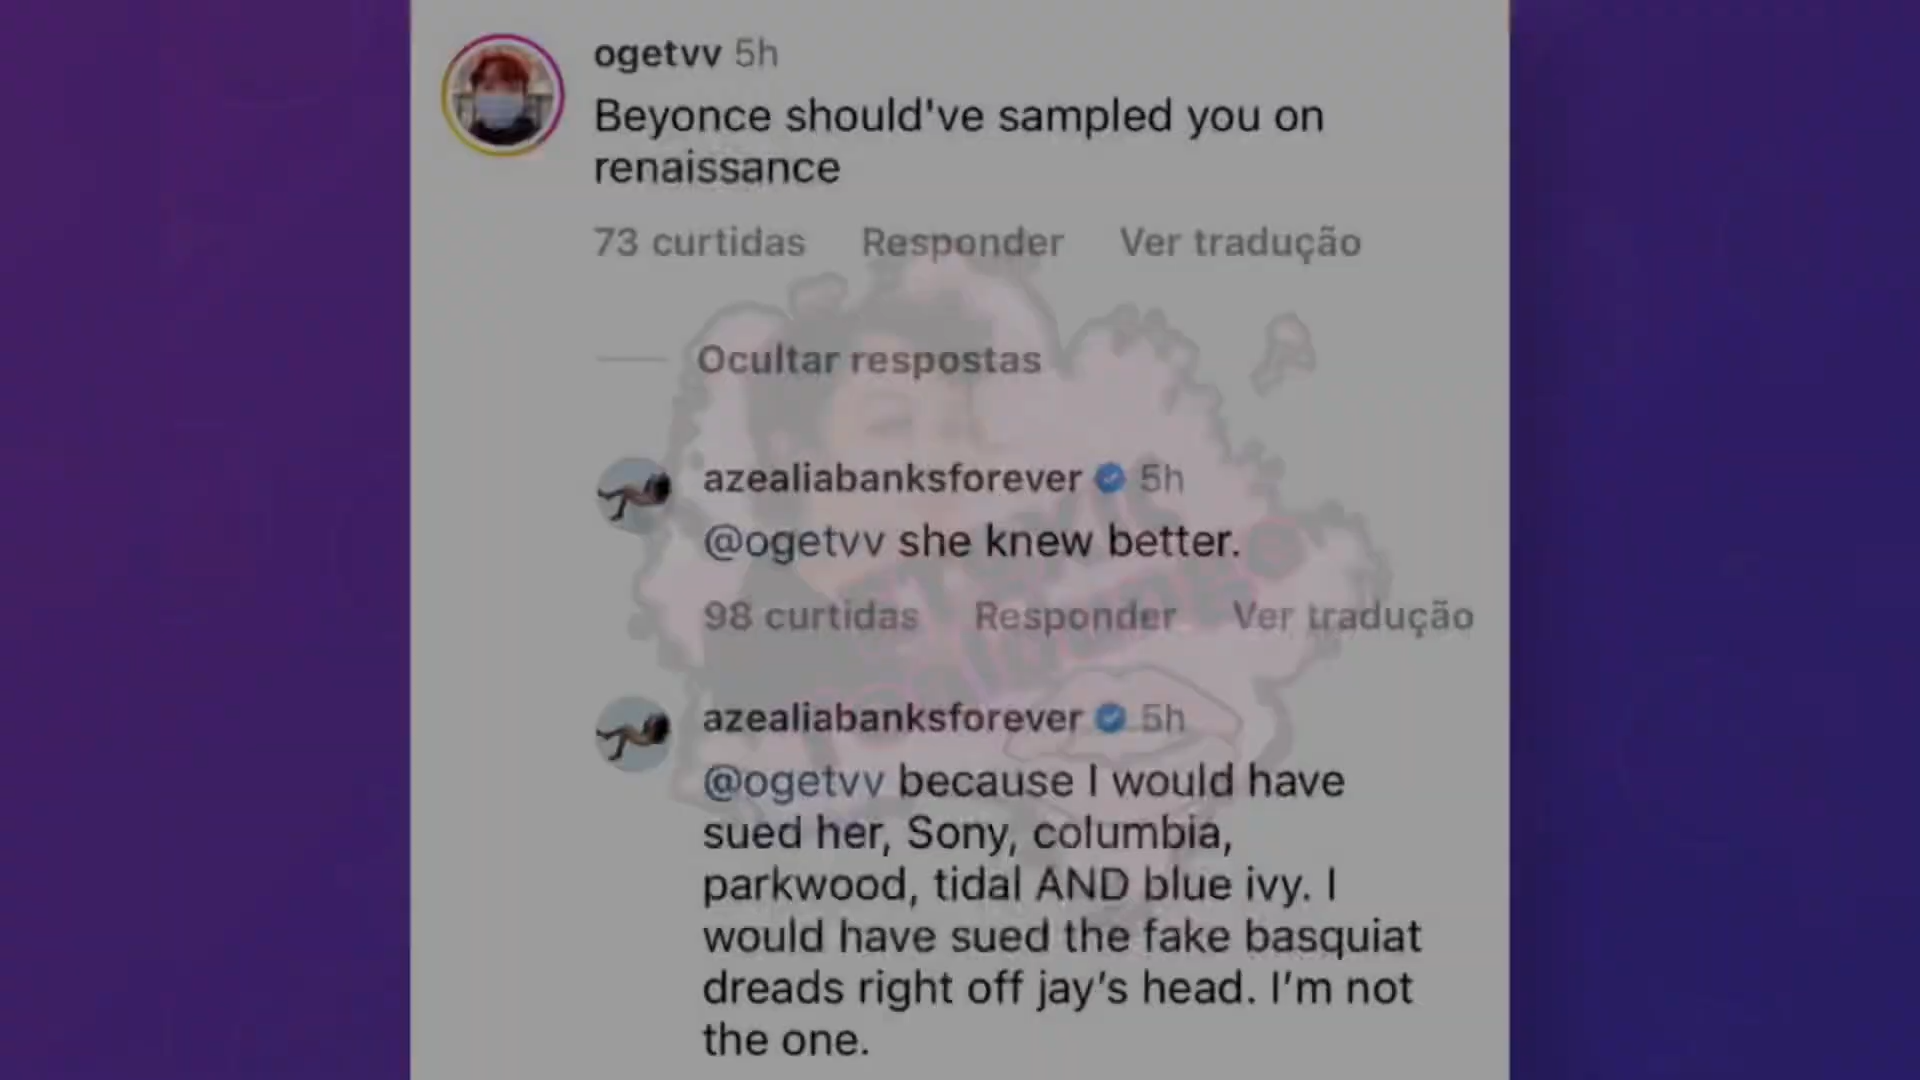 ogetvv 5h
Beyonce should've sampled you on
renaissance
73 curtidas Responder Ver tradução
Ocultar respostas
azealiabanksforever 5h
@ogetvv she knew better.
98 curtidas Responder Ver tradução
azealiabanksforever 5h
@ogetvv because I would have
sued her, Sony, columbia,
parkwood, tidal AND blue ivy. I
would have sued the fake basquiat
dreads right off jay’s head. I’m not
the one.